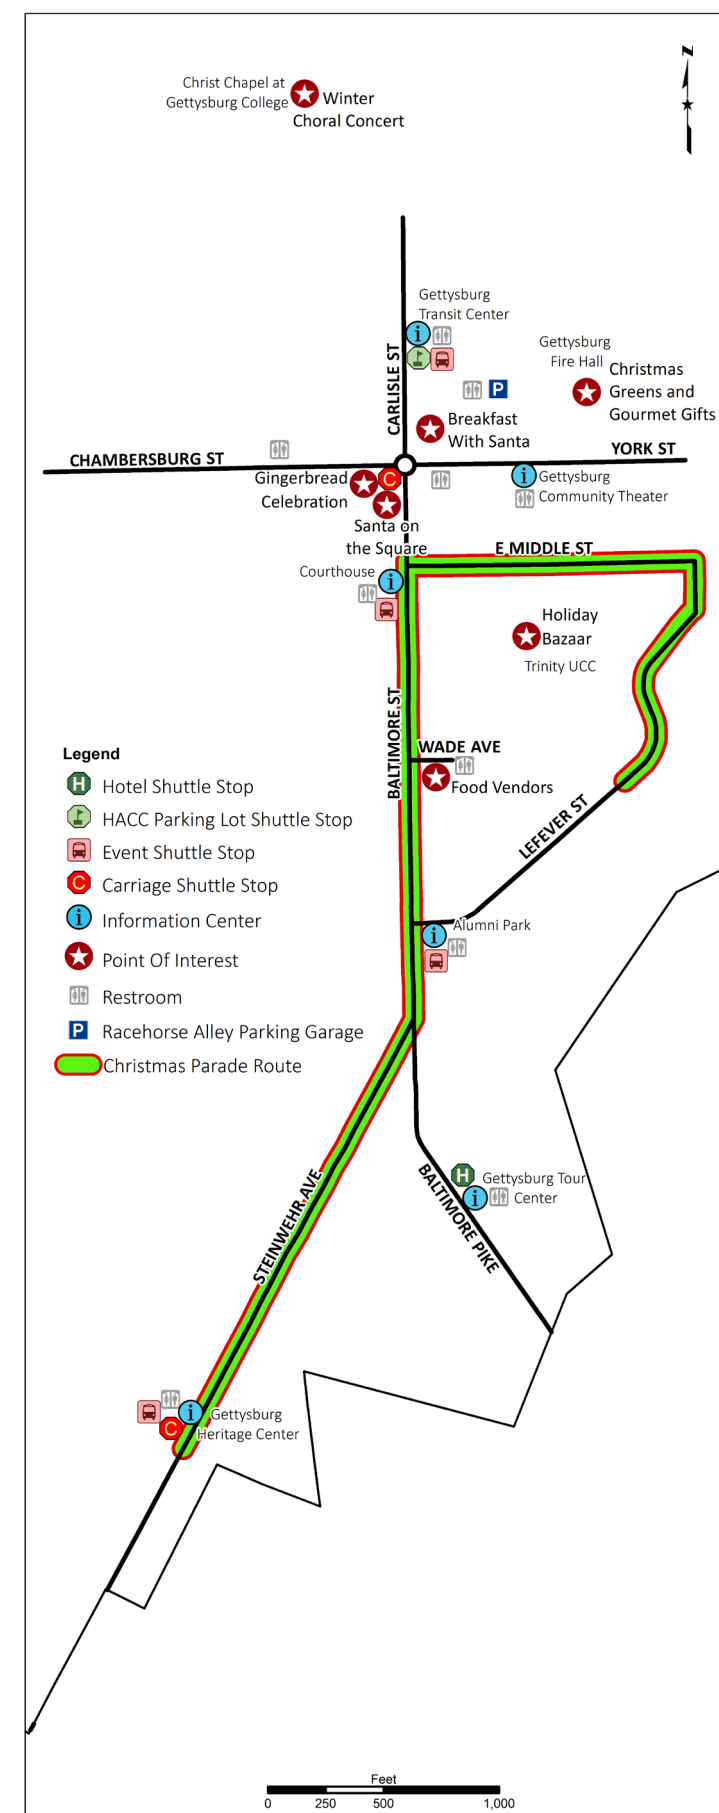 N
Christ Chapel at
Gettysburg College
Winter
Choral Concert
Gettysburg
Transit Center
i
CARLISLE ST
P
Gettysburg
Fire Hall
Christmas
Greens and
Gourmet Gifts
Breakfast
With Santa
CHAMBERSBURG ST
YORK ST
Gingerbread
Celebration
C
i
Gettysburg
Community Theater
Santa on
the Square
E MIDDLE ST
Courthouse
i
Holiday
Bazaar
Trinity UCC
BALTIMORE ST
WADE AVE
Food Vendors
LEFEVER ST
Legend
H Hotel Shuttle Stop
HACC Parking Lot Shuttle Stop
Event Shuttle Stop
C Carriage Shuttle Stop
i Information Center
Point Of Interest
Restroom
P Racehorse Alley Parking Garage
Christmas Parade Route
Alumni Park
i
STEINWEHR AVE
BALTIMORE PIKE
H
Gettysburg Tour
Center
i
i
C
Gettysburg
Heritage Center
Feet
0 250 500 1,000